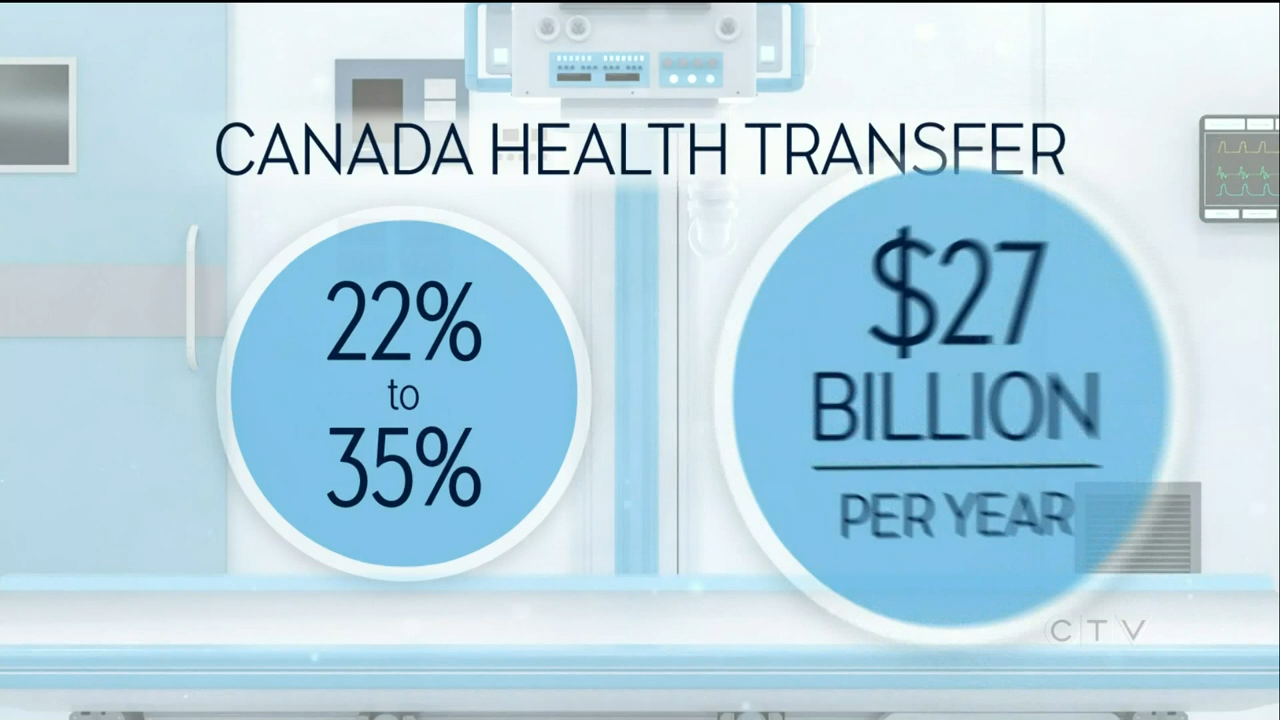 CANADA HEALTH TRANSFER
22%
to
35%
$27
BILLION
PER YEAR
CTV